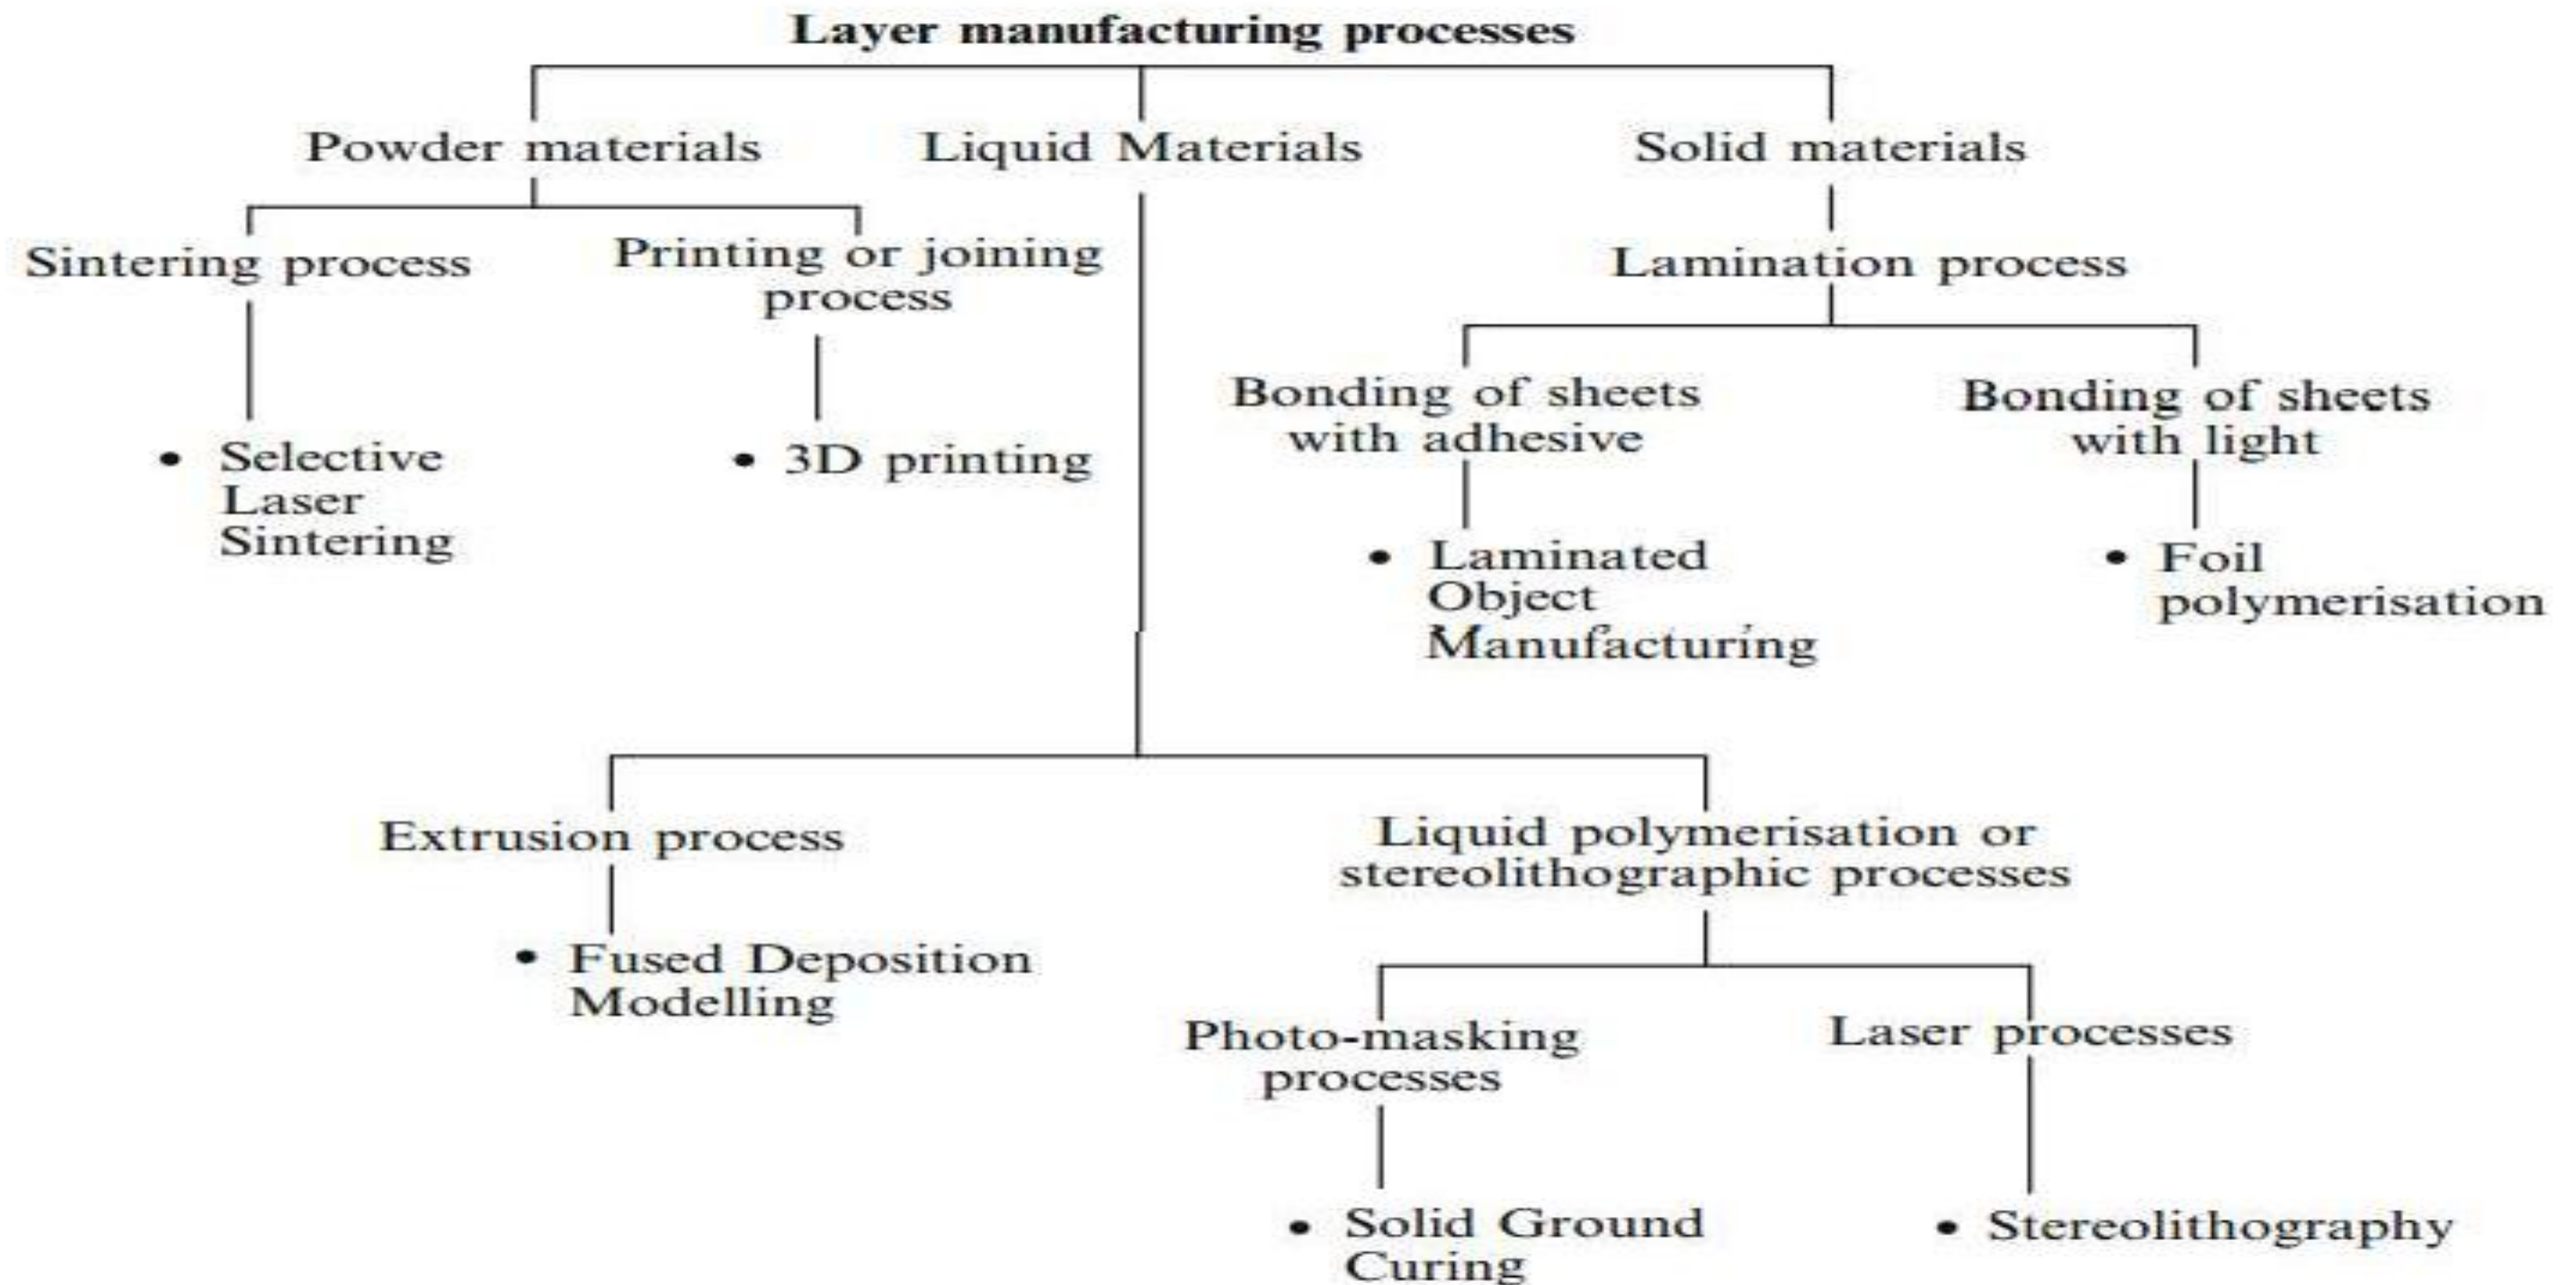 Layer manufacturing processes
Powder materials
Liquid Materials
Solid materials
Sintering process
Printing or joining
process
Lamination process
Bonding of sheets
with adhesive
Bonding of sheets
with light
• Selective
Laser
Sintering
• 3D printing
• Laminated
Object
Manufacturing
• Foil
polymerisation
Extrusion process
Liquid polymerisation or
stereolithographic processes
• Fused Deposition
Modelling
Photo-masking
processes
Laser processes
• Solid Ground
Curing
• Stereolithography